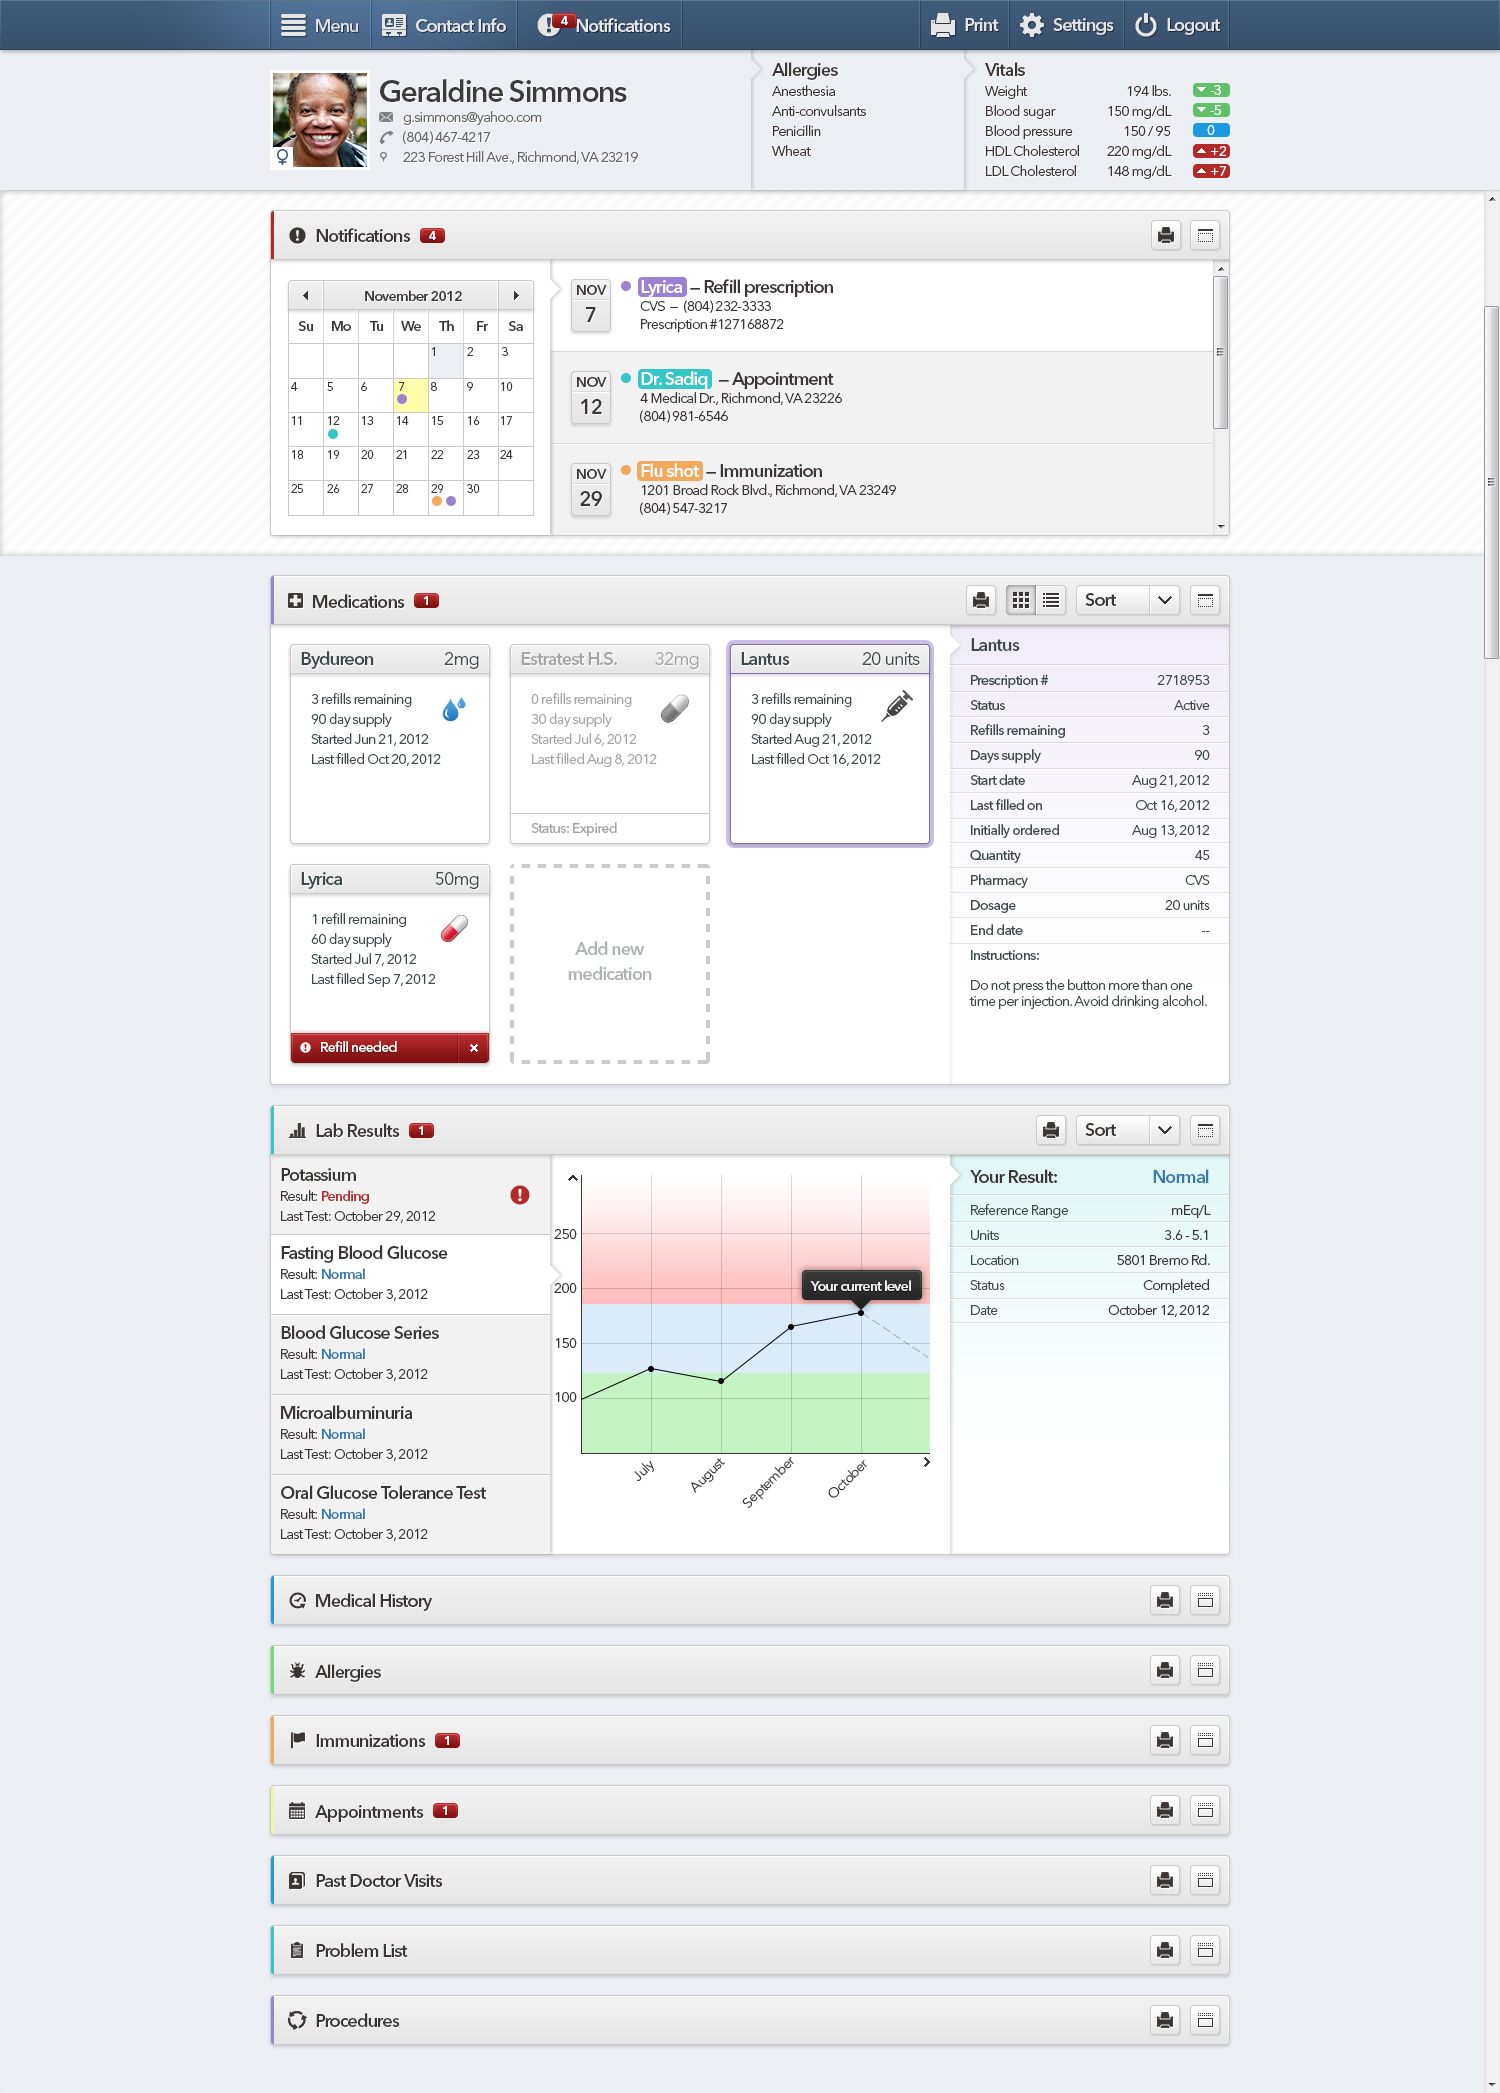 Menu
Contact Info
4
Notifications
Print
Settings
Logout
Geraldine Simmons
g.simmons@yahoo.com
(804) 467-4217
223 Forest Hill Ave., Richmond, VA 23219
Allergies
Anesthesia
Anti-convulsants
Penicillin
Wheat
Vitals
Weight 194 lbs. -3
Blood sugar 150 mg/dL -5
Blood pressure 150 / 95 0
HDL Cholesterol 220 mg/dL +2
LDL Cholesterol 148 mg/dL +7
Notifications 4
November 2012
Su Mo Tu We Th Fr Sa
1 2 3
4 5 6 7 8 9 10
11 12 13 14 15 16 17
18 19 20 21 22 23 24
25 26 27 28 29 30
NOV
7
Lyrica – Refill prescription
CVS – (804) 232-3333
Prescription #127168872
NOV
12
Dr. Sadiq – Appointment
4 Medical Dr., Richmond, VA 23226
(804) 981-6546
NOV
29
Flu shot – Immunization
1201 Broad Rock Blvd., Richmond, VA 23249
(804) 547-3217
Medications 1
Sort
Bydureon 2mg
3 refills remaining
90 day supply
Started Jun 21, 2012
Last filled Oct 20, 2012
Estratest H.S. 32mg
0 refills remaining
30 day supply
Started Jul 6, 2012
Last filled Aug 8, 2012
Status: Expired
Lantus 20 units
3 refills remaining
90 day supply
Started Aug 21, 2012
Last filled Oct 16, 2012
Lyrica 50mg
1 refill remaining
60 day supply
Started Jul 7, 2012
Last filled Sep 7, 2012
Refill needed
Add new
medication
Lantus
Prescription # 2718953
Status Active
Refills remaining 3
Days supply 90
Start date Aug 21, 2012
Last filled on Oct 16, 2012
Initially ordered Aug 13, 2012
Quantity 45
Pharmacy CVS
Dosage 20 units
End date --
Instructions:
Do not press the button more than one
time per injection. Avoid drinking alcohol.
Lab Results 1
Sort
Potassium
Result: Pending
Last Test: October 29, 2012
Fasting Blood Glucose
Result: Normal
Last Test: October 3, 2012
Blood Glucose Series
Result: Normal
Last Test: October 3, 2012
Microalbuminuria
Result: Normal
Last Test: October 3, 2012
Oral Glucose Tolerance Test
Result: Normal
Last Test: October 3, 2012
250
200
150
100
Your current level
July
August
September
October
Your Result: Normal
Reference Range mEq/L
Units 3.6 - 5.1
Location 5801 Bremo Rd.
Status Completed
Date October 12, 2012
Medical History
Allergies
Immunizations 1
Appointments 1
Past Doctor Visits
Problem List
Procedures